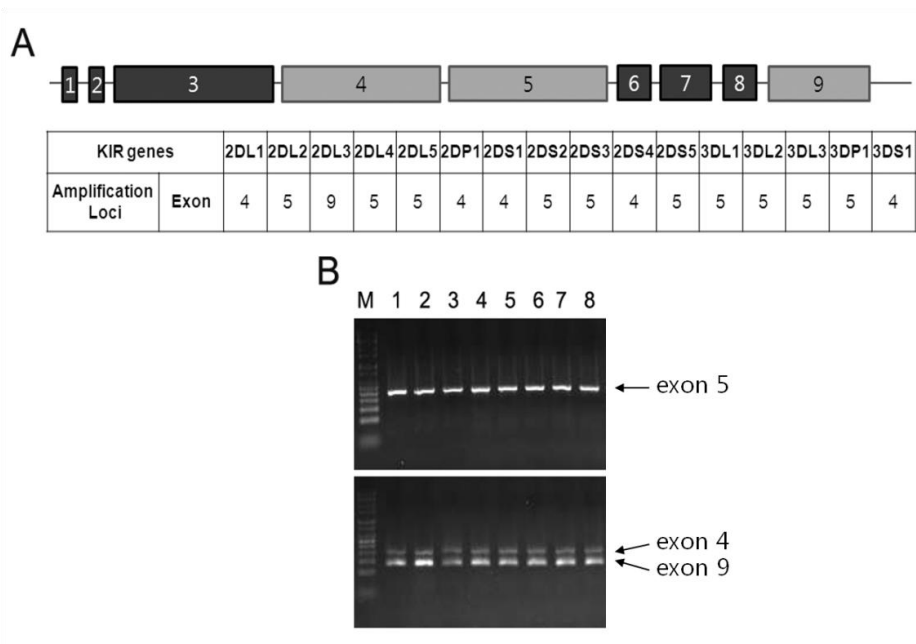 A
1 2 3 4 5 6 7 8 9
KIR genes 2DL1 2DL2 2DL3 2DL4 2DL5 2DP1 2DS1 2DS2 2DS3 2DS4 2DS5 3DL1 3DL2 3DL3 3DP1 3DS1
Amplification
Loci Exon 4 5 9 5 5 4 4 5 5 4 5 5 5 5 5 4
B
M 1 2 3 4 5 6 7 8
exon 5
exon 4
exon 9